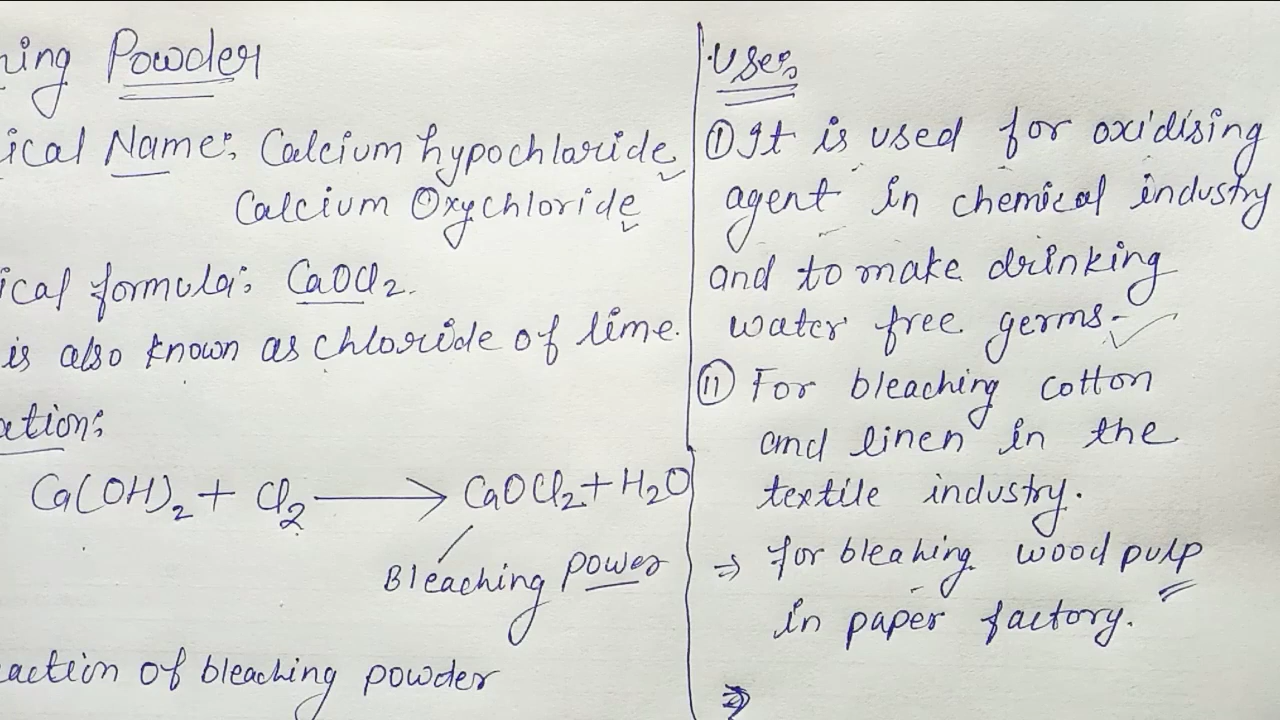 ning Powder
ical Name:, Calcium hypochloride
Calcium Oxychloride
ical formula: CaOCl2.
is also known as chloride of lime.
ation:
Ca(OH)2 + Cl2 ⟶ CaOCl2 + H2O
Bleaching power
action of bleaching powder
Uses
① It is used for oxidising
agent in chemical industry
and to make drinking
water free germs-
⑪ For bleaching cotton
and linen in the
textile industry.
⇒ for bleahing wood pulp
in paper factory.
⇒